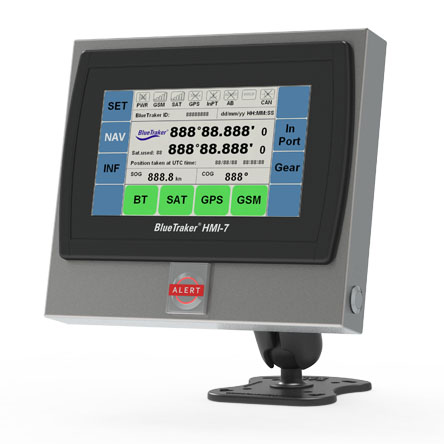 SET
PWR GSM SAT GPS InPT AB CAN
BlueTraker ID: 88888888 dd/mm/yy HH:MM:SS
NAV
BlueTraker® 888°88.888' 0
Sat.used: 88 888°88.888' 0
In
Port
Position taken at UTC time: 88/88/88 88:88:88
INF
SOG 888.8 kn COG 888°
Gear
BT SAT GPS GSM
BlueTraker® HMI-7
ALERT